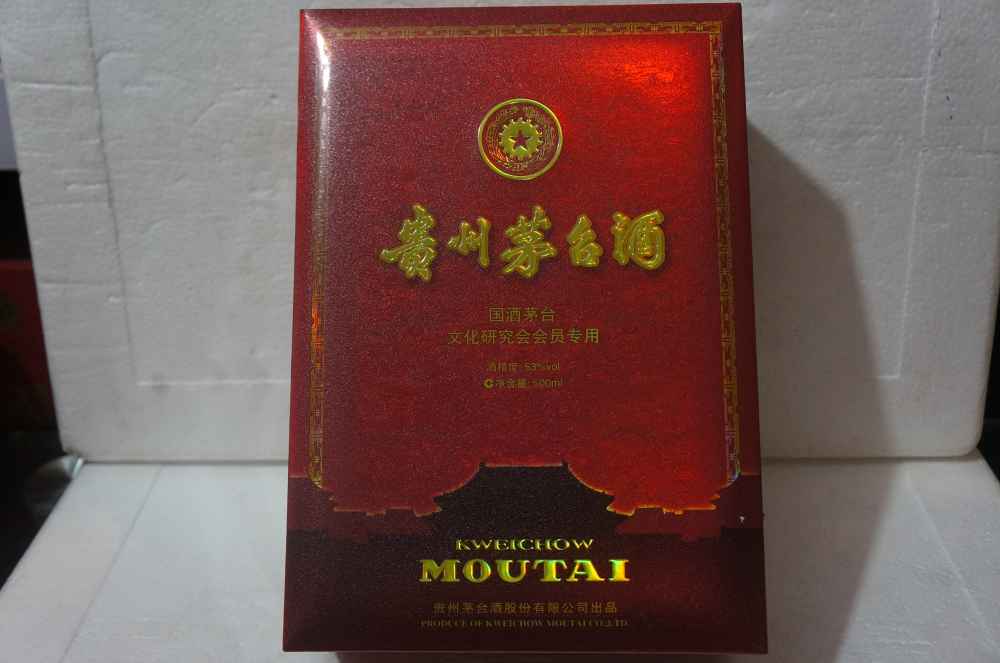 贵州茅台酒
国酒茅台
文化研究会会员专用
酒精度: 53%vol
净含量: 500ml
KWEICHOW
MOUTAI
贵州茅台酒股份有限公司出品
PRODUCE OF KWEICHOW MOUTAI CO.,LTD.